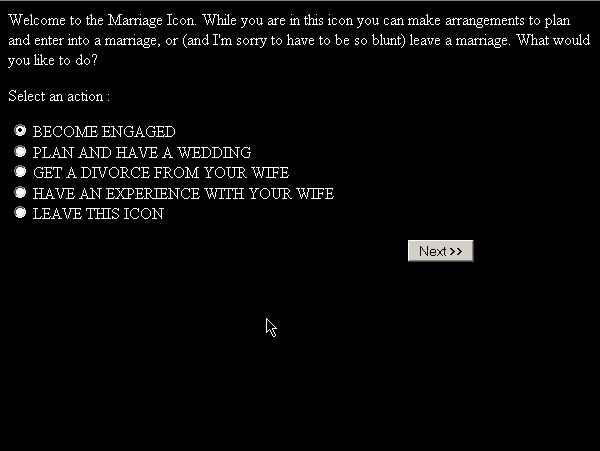 Welcome to the Marriage Icon. While you are in this icon you can make arrangements to plan
and enter into a marriage, or (and I'm sorry to have to be so blunt) leave a marriage. What would
you like to do?
Select an action :
BECOME ENGAGED
PLAN AND HAVE A WEDDING
GET A DIVORCE FROM YOUR WIFE
HAVE AN EXPERIENCE WITH YOUR WIFE
LEAVE THIS ICON
Next >>